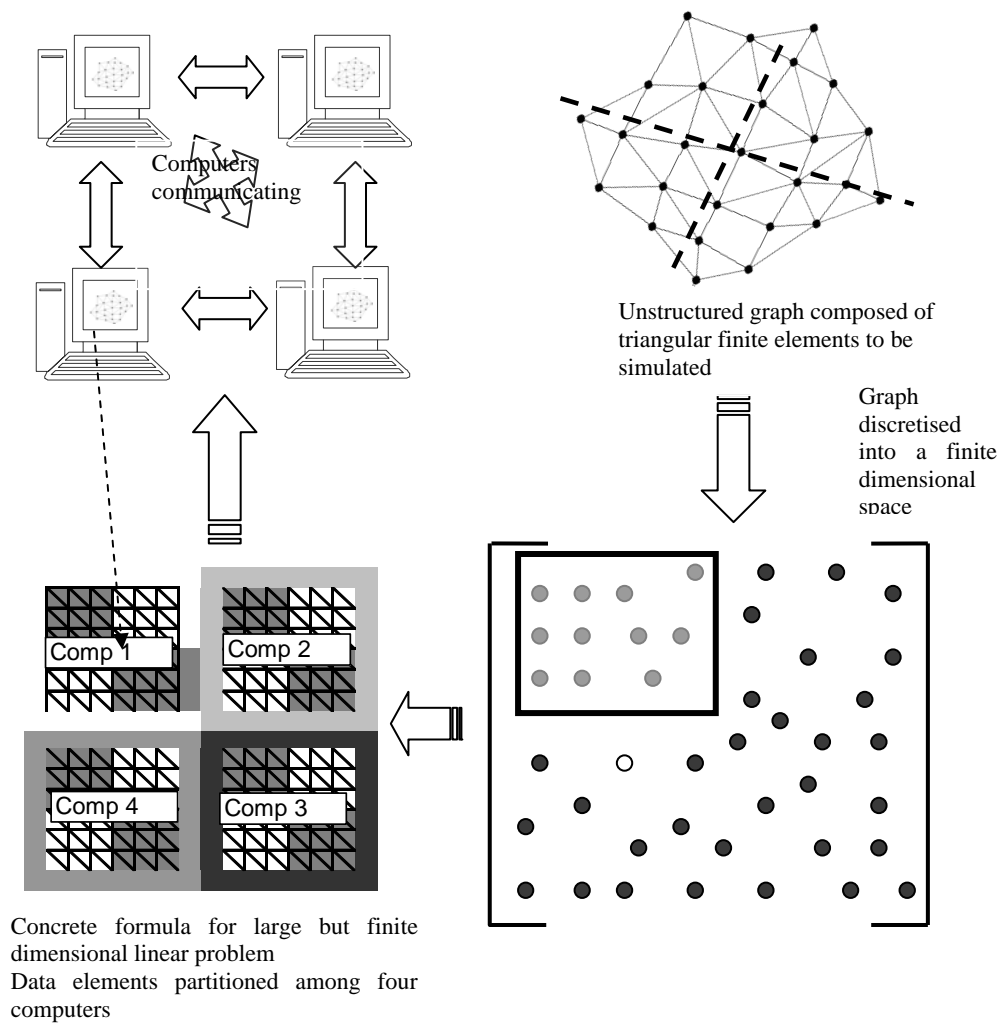 Computers
communicating
Unstructured graph composed of
triangular finite elements to be
simulated
Graph
discretised
into a finite
dimensional
space
Comp 1
Comp 2
Comp 4
Comp 3
Concrete formula for large but finite
dimensional linear problem
Data elements partitioned among four
computers